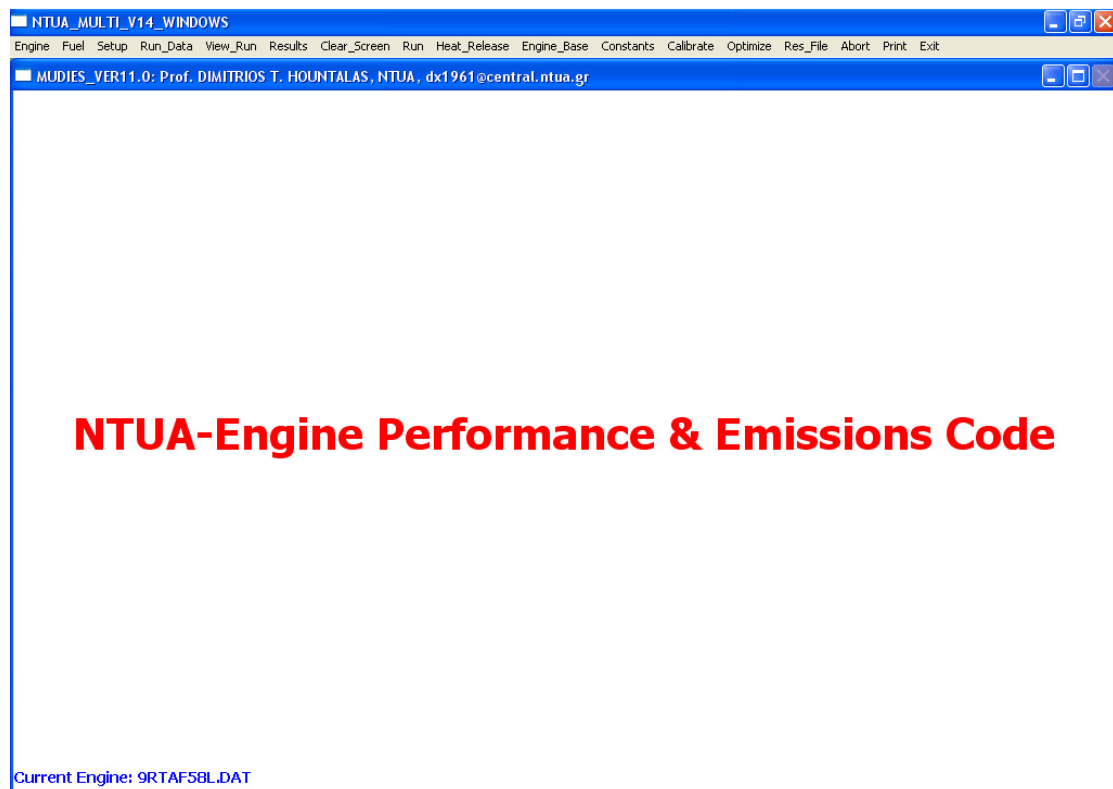 NTUA_MULTI_V14_WINDOWS
Engine Fuel Setup Run_Data View_Run Results Clear_Screen Run Heat_Release Engine_Base Constants Calibrate Optimize Res_File Abort Print Exit
MUDIES_VER11.0: Prof. DIMITRIOS T. HOUNTALAS, NTUA, dx1961@central.ntua.gr
NTUA-Engine Performance & Emissions Code
Current Engine: 9RTAF58L.DAT